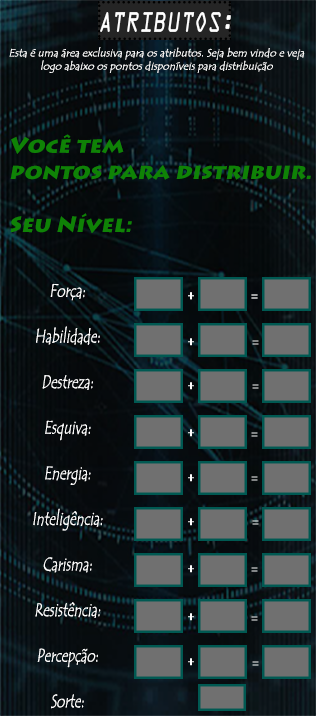 ATRIBUTOS:
Esta é uma área exclusiva para os atributos. Seja bem vindo e veja
logo abaixo os pontos disponíveis para distribuição
VOCÊ TEM
PONTOS PARA DISTRIBUIR.
SEU NÍVEL:
Força: + =
Habilidade: + =
Destreza: + =
Esquiva: + =
Energia: + =
Inteligência: + =
Carisma: + =
Resistência: + =
Percepção: + =
Sorte: